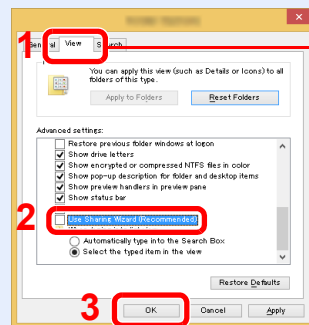 1
General View Search
You can apply this view (such as Details or Icons) to all
folders of this type.
Apply to Folders Reset Folders
Advanced settings:
Restore previous folder windows at logon
Show drive letters
Show encrypted or compressed NTFS files in color
Show pop-up description for folder and desktop items
Show preview handlers in preview pane
Show status bar
2
Use Sharing Wizard (Recommended)
Automatically type into the Search Box
Select the typed item in the view
Restore Defaults
3
OK Cancel Apply